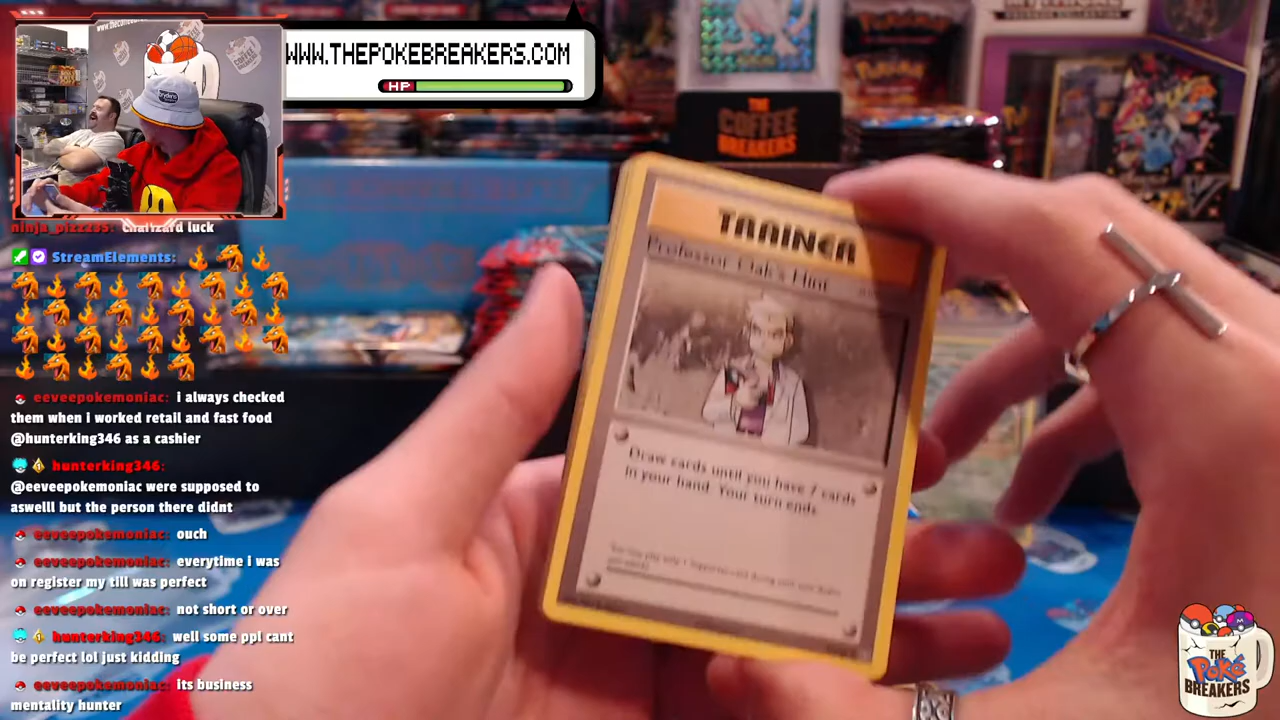 WWW.THEPOKEBREAKERS.COM
HP
THE
COFFEE
BREAKERS
TRAINER
Professor Oak's Hint
Draw cards until you have 7 cards
in your hand. Your turn ends.
ninja_pizza35: Charizard luck
StreamElements:
eeveepokemoniac: i always checked
them when i worked retail and fast food
@hunterking346 as a cashier
hunterking346:
@eeveepokemoniac were supposed to
aswelll but the person there didnt
eeveepokemoniac: ouch
eeveepokemoniac: everytime i was
on register my till was perfect
eeveepokemoniac: not short or over
hunterking346: well some ppl cant
be perfect lol just kidding
eeveepokemoniac: its business
mentality hunter
THE
Poké
BREAKERS